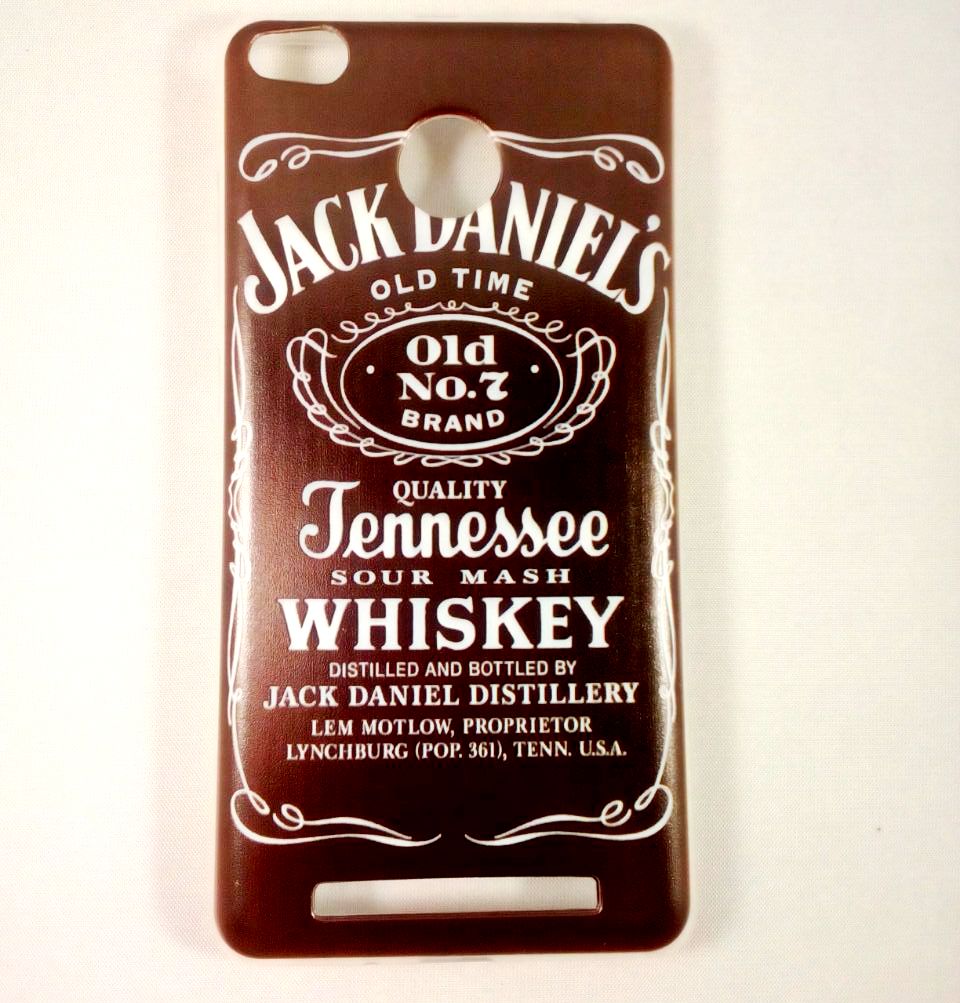 JACK DANIEL'S
OLD TIME
Old
No.7
BRAND
QUALITY
Tennessee
SOUR MASH
WHISKEY
DISTILLED AND BOTTLED BY
JACK DANIEL DISTILLERY
LEM MOTLOW, PROPRIETOR
LYNCHBURG (POP. 361), TENN. U.S.A.